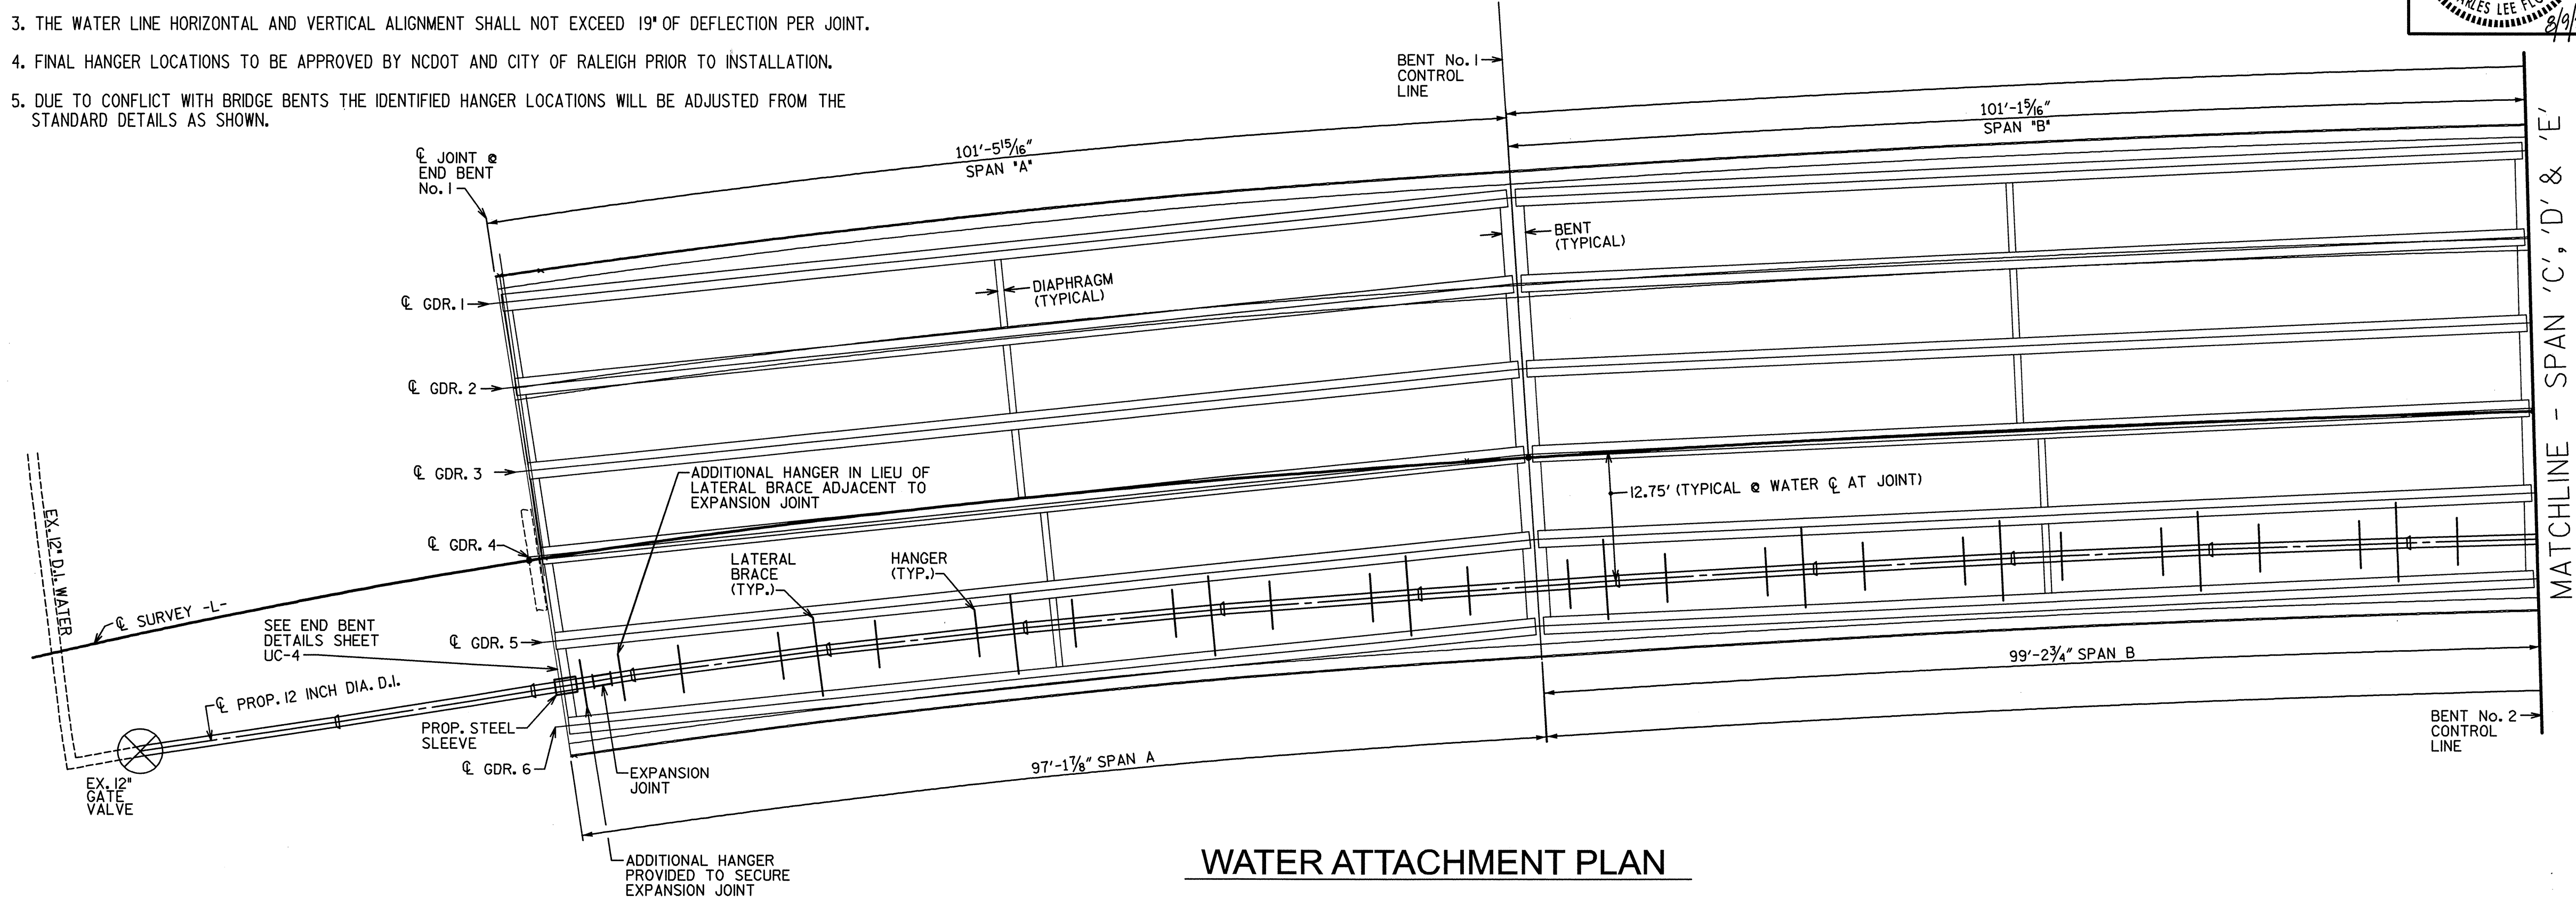 3. THE WATER LINE HORIZONTAL AND VERTICAL ALIGNMENT SHALL NOT EXCEED 19" OF DEFLECTION PER JOINT.
4. FINAL HANGER LOCATIONS TO BE APPROVED BY NCDOT AND CITY OF RALEIGH PRIOR TO INSTALLATION.
5. DUE TO CONFLICT WITH BRIDGE BENTS THE IDENTIFIED HANGER LOCATIONS WILL BE ADJUSTED FROM THE
STANDARD DETAILS AS SHOWN.
LEE
8/9/
BENT No. 1
CONTROL
LINE
101'-1 5/16"
SPAN "B"
101'-5 15/16"
SPAN "A"
℄ JOINT @
END BENT
No. 1
BENT
(TYPICAL)
DIAPHRAGM
(TYPICAL)
℄ GDR. 1
℄ GDR. 2
℄ GDR. 3
℄ GDR. 4
℄ GDR. 5
℄ GDR. 6
ADDITIONAL HANGER IN LIEU OF
LATERAL BRACE ADJACENT TO
EXPANSION JOINT
12.75' (TYPICAL @ WATER ℄ AT JOINT)
LATERAL
BRACE
(TYP.)
HANGER
(TYP.)
EX. 12" D.I. WATER
℄ SURVEY -L-
SEE END BENT
DETAILS SHEET
UC-4
℄ PROP. 12 INCH DIA. D.I.
PROP. STEEL
SLEEVE
EX. 12"
GATE
VALVE
EXPANSION
JOINT
ADDITIONAL HANGER
PROVIDED TO SECURE
EXPANSION JOINT
97'-1 7/8" SPAN A
99'-2 3/4" SPAN B
BENT No. 2
CONTROL
LINE
MATCHLINE - SPAN 'C', 'D' & 'E'
WATER ATTACHMENT PLAN